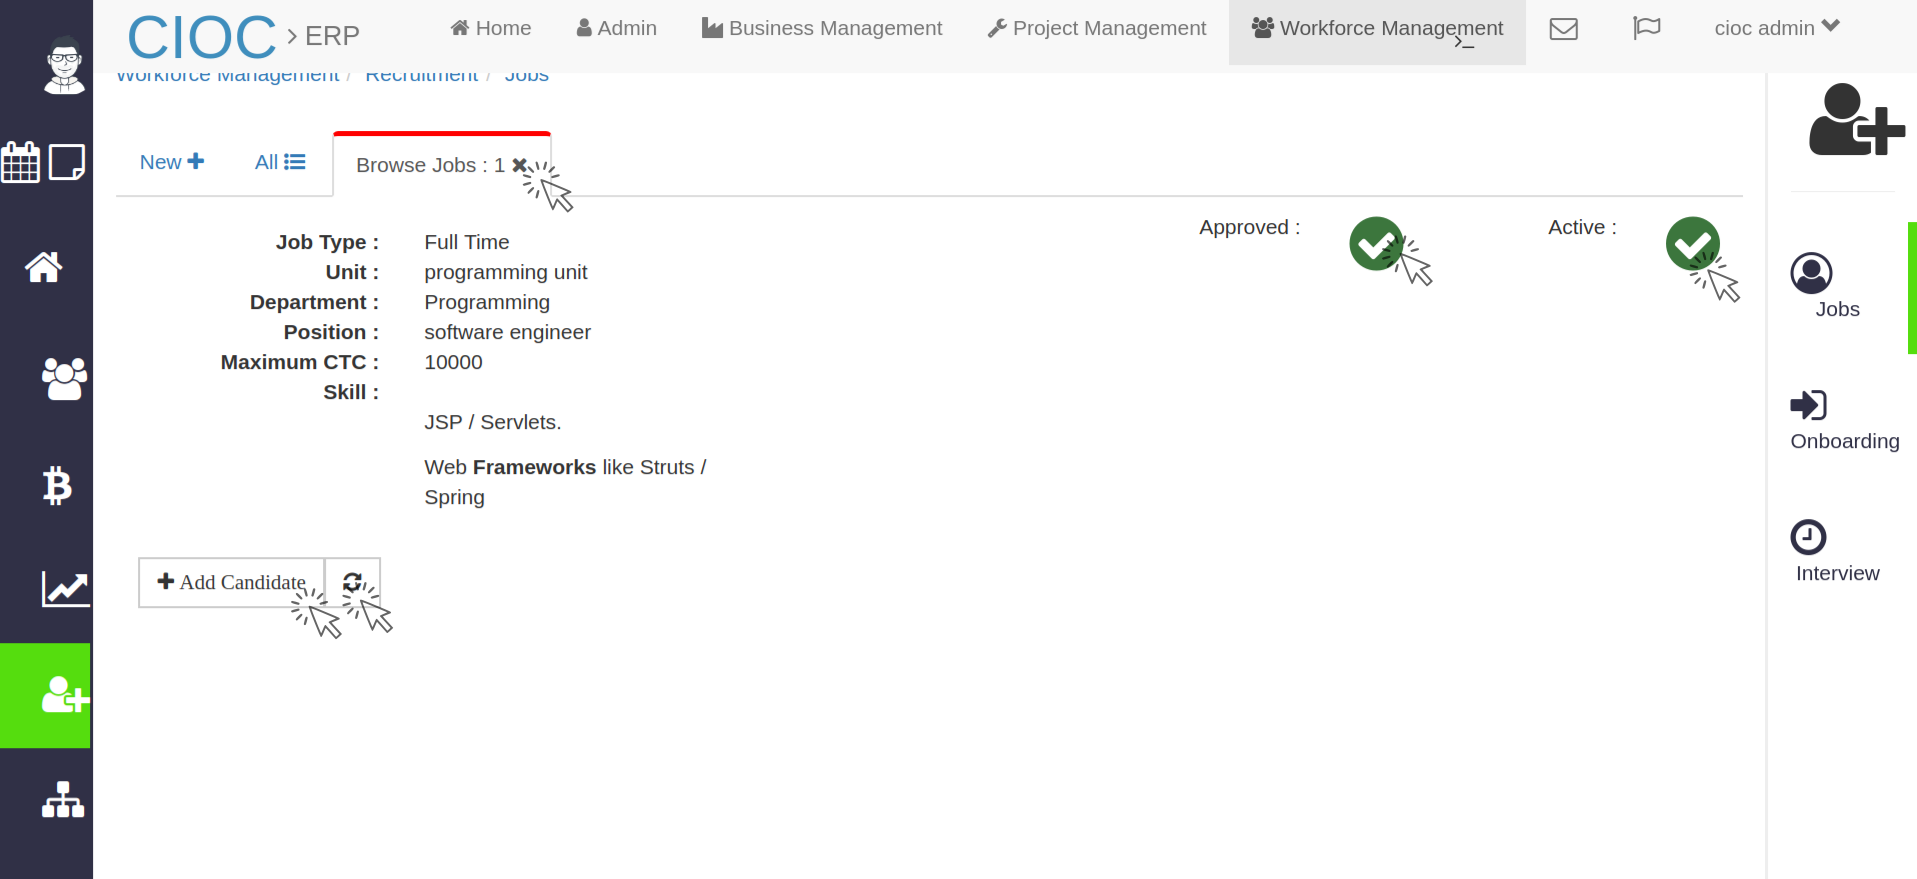 CIOC > ERP Home Admin Business Management Project Management Workforce Management cioc admin
Workforce Management / Recruitment / Jobs
New All Browse Jobs : 1
Approved : Active :
Job Type : Full Time
Unit : programming unit
Department : Programming
Position : software engineer
Maximum CTC : 10000
Skill :
JSP / Servlets.
Web Frameworks like Struts /
Spring
Add Candidate
Jobs
Onboarding
Interview